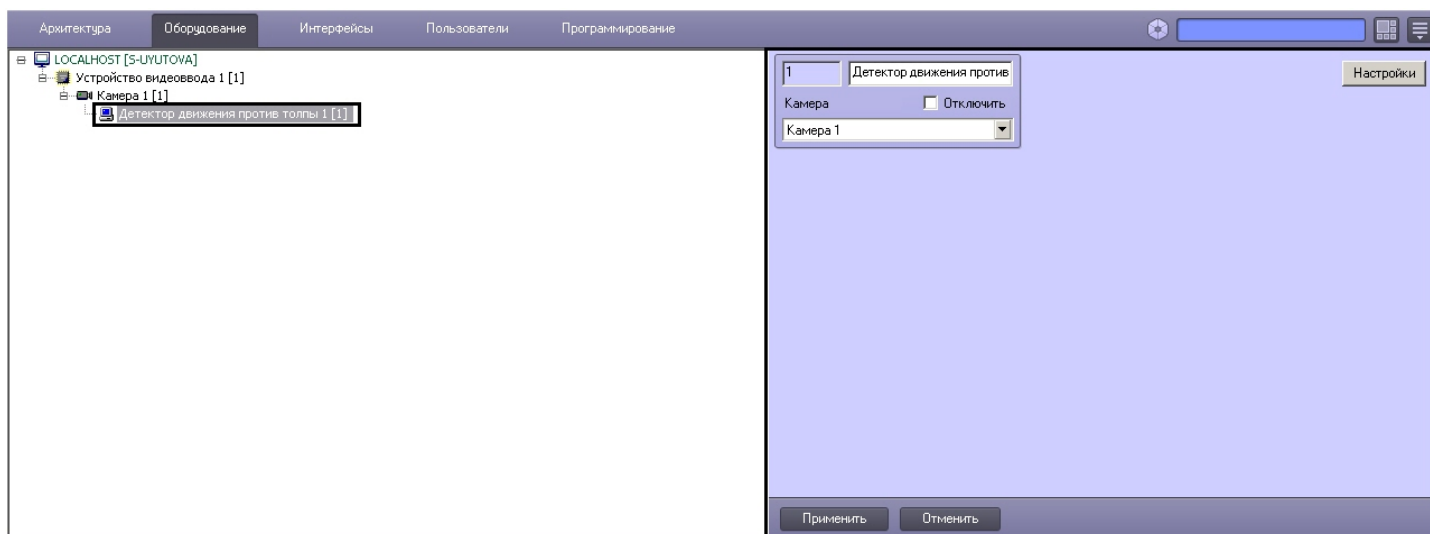 Архитектура Оборудование Интерфейсы Пользователи Программирование
LOCALHOST [S-UYUTOVA]
Устройство видеоввода 1 [1]
Камера 1 [1]
Детектор движения против толпы 1 [1]
1 Детектор движения против Настройки
Камера Отключить
Камера 1
Применить Отменить